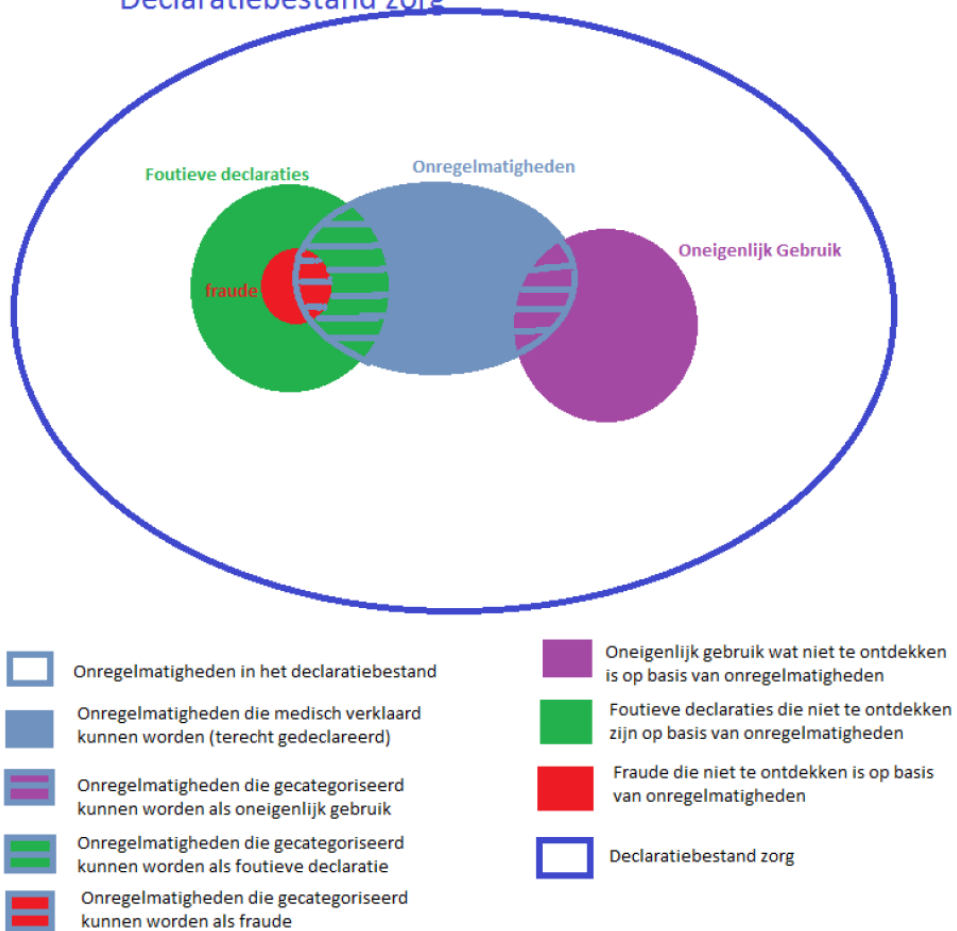 Declaratiebestand zorg
Onregelmatigheden
Foutieve declaraties
Oneigenlijk Gebruik
fraude
Onregelmatigheden in het declaratiebestand
Onregelmatigheden die medisch verklaard
kunnen worden (terecht gedeclareerd)
Onregelmatigheden die gecategoriseerd
kunnen worden als oneigenlijk gebruik
Onregelmatigheden die gecategoriseerd
kunnen worden als foutieve declaratie
Onregelmatigheden die gecategoriseerd
kunnen worden als fraude
Oneigenlijk gebruik wat niet te ontdekken
is op basis van onregelmatigheden
Foutieve declaraties die niet te ontdekken
zijn op basis van onregelmatigheden
Fraude die niet te ontdekken is op basis
van onregelmatigheden
Declaratiebestand zorg